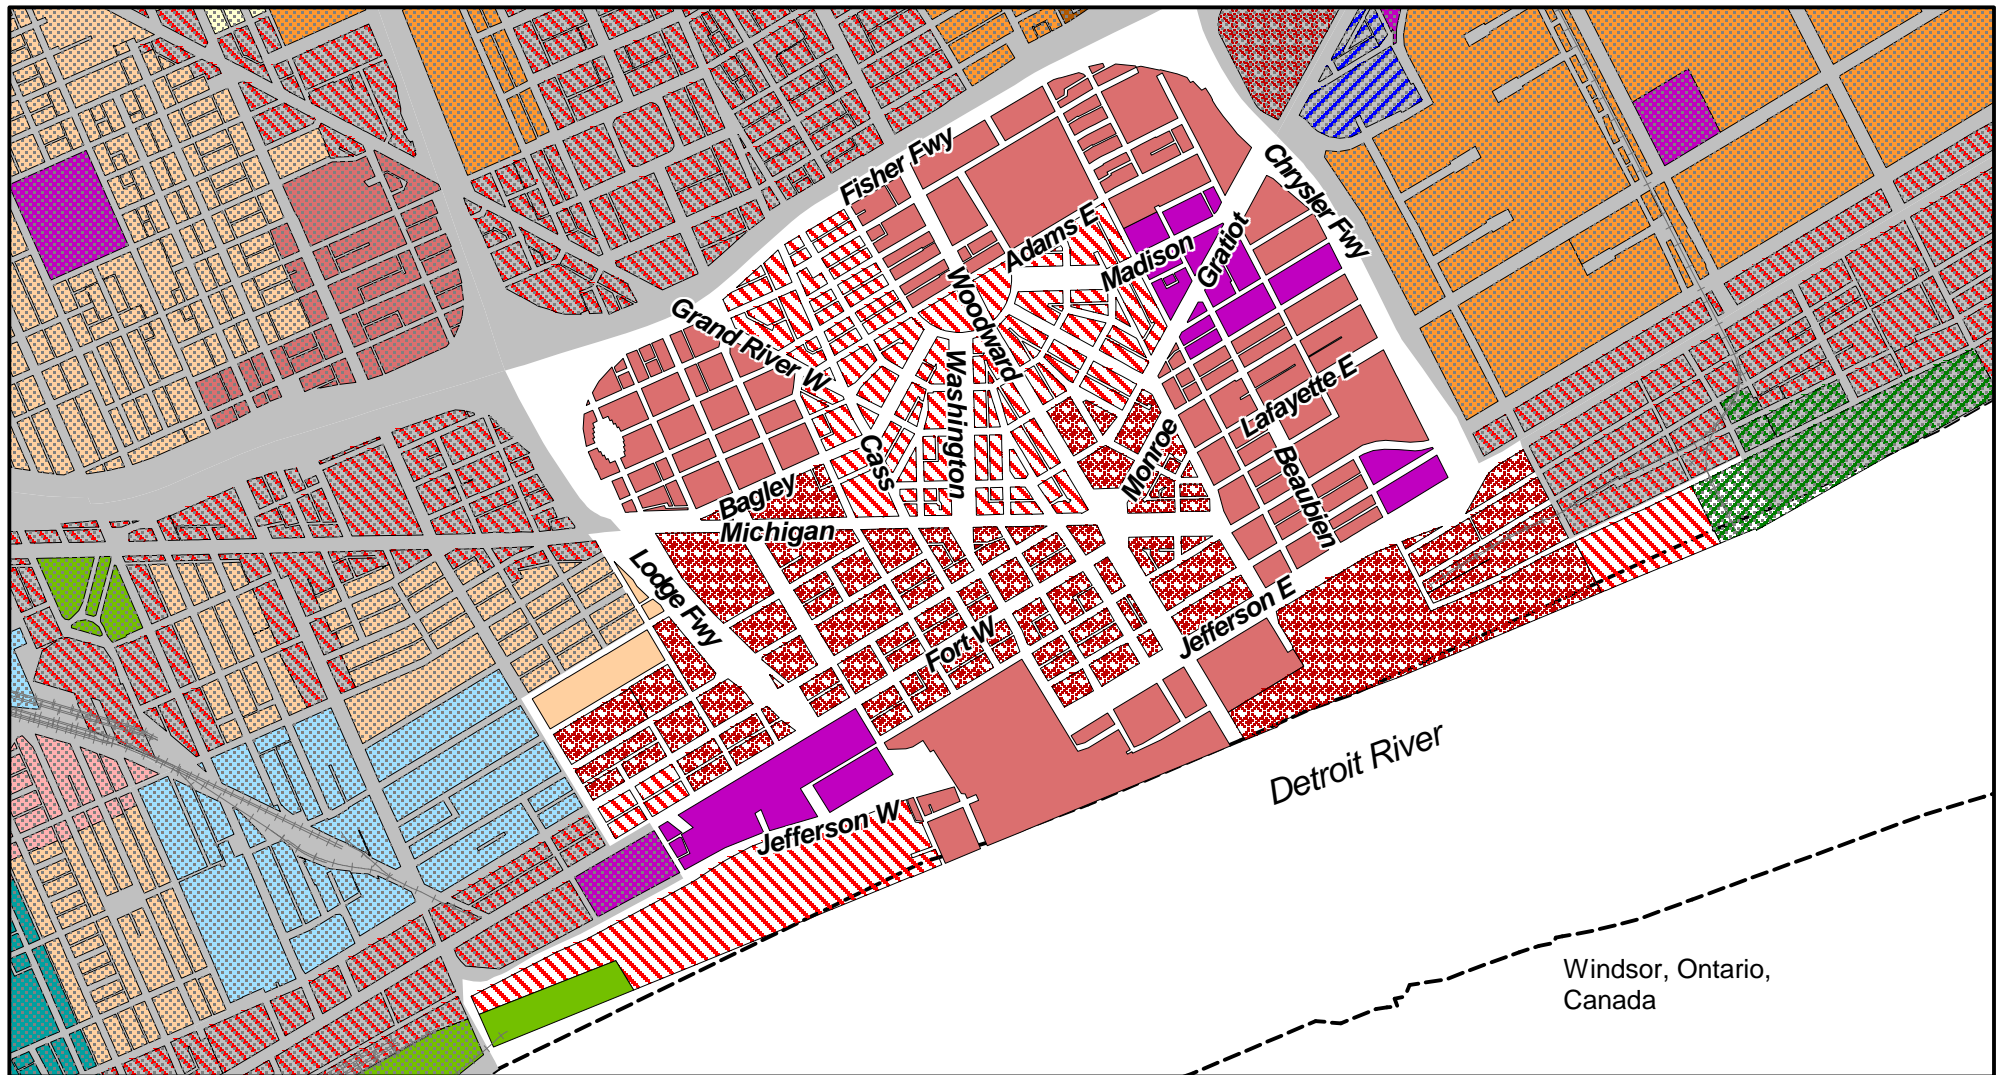 Fisher Fwy
Chrysler Fwy
Adams E
Madison
Gratiot
Woodward
Grand River W
Washington
Lafayette E
Cass
Monroe
Beaubien
Bagley
Michigan
Lodge Fwy
Fort W
Jefferson E
Jefferson W
Detroit River
Windsor, Ontario,
Canada